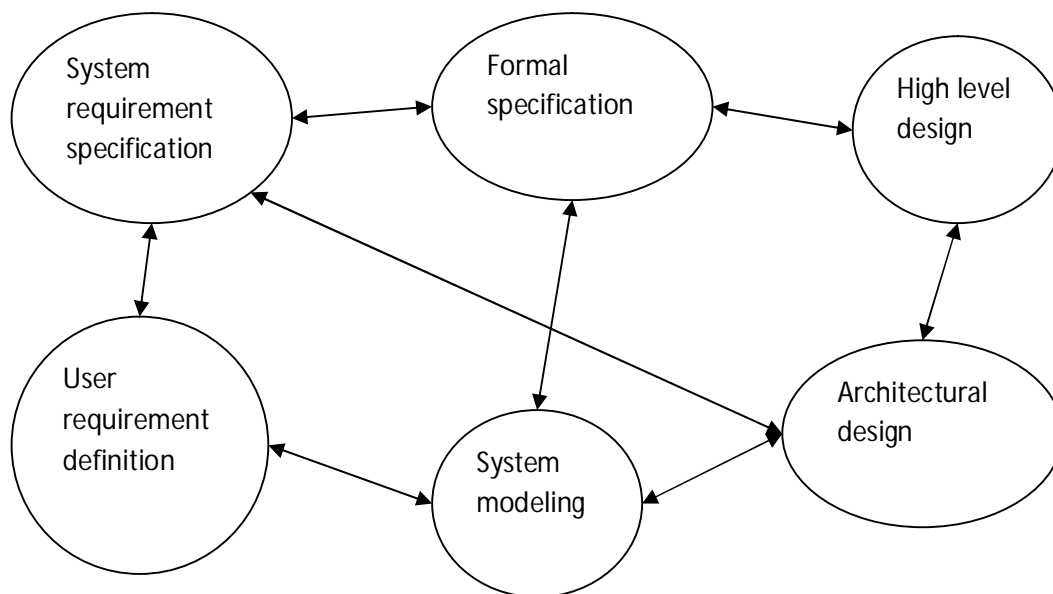 System
requirement
specification
Formal
specification
High level
design
User
requirement
definition
System
modeling
Architectural
design